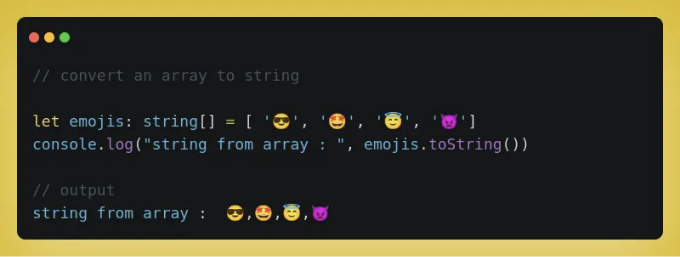 // convert an array to string
let emojis: string[] = [ '😎', '🤩', '😇', '😈']
console.log("string from array : ", emojis.toString())
// output
string from array :  😎,🤩,😇,😈